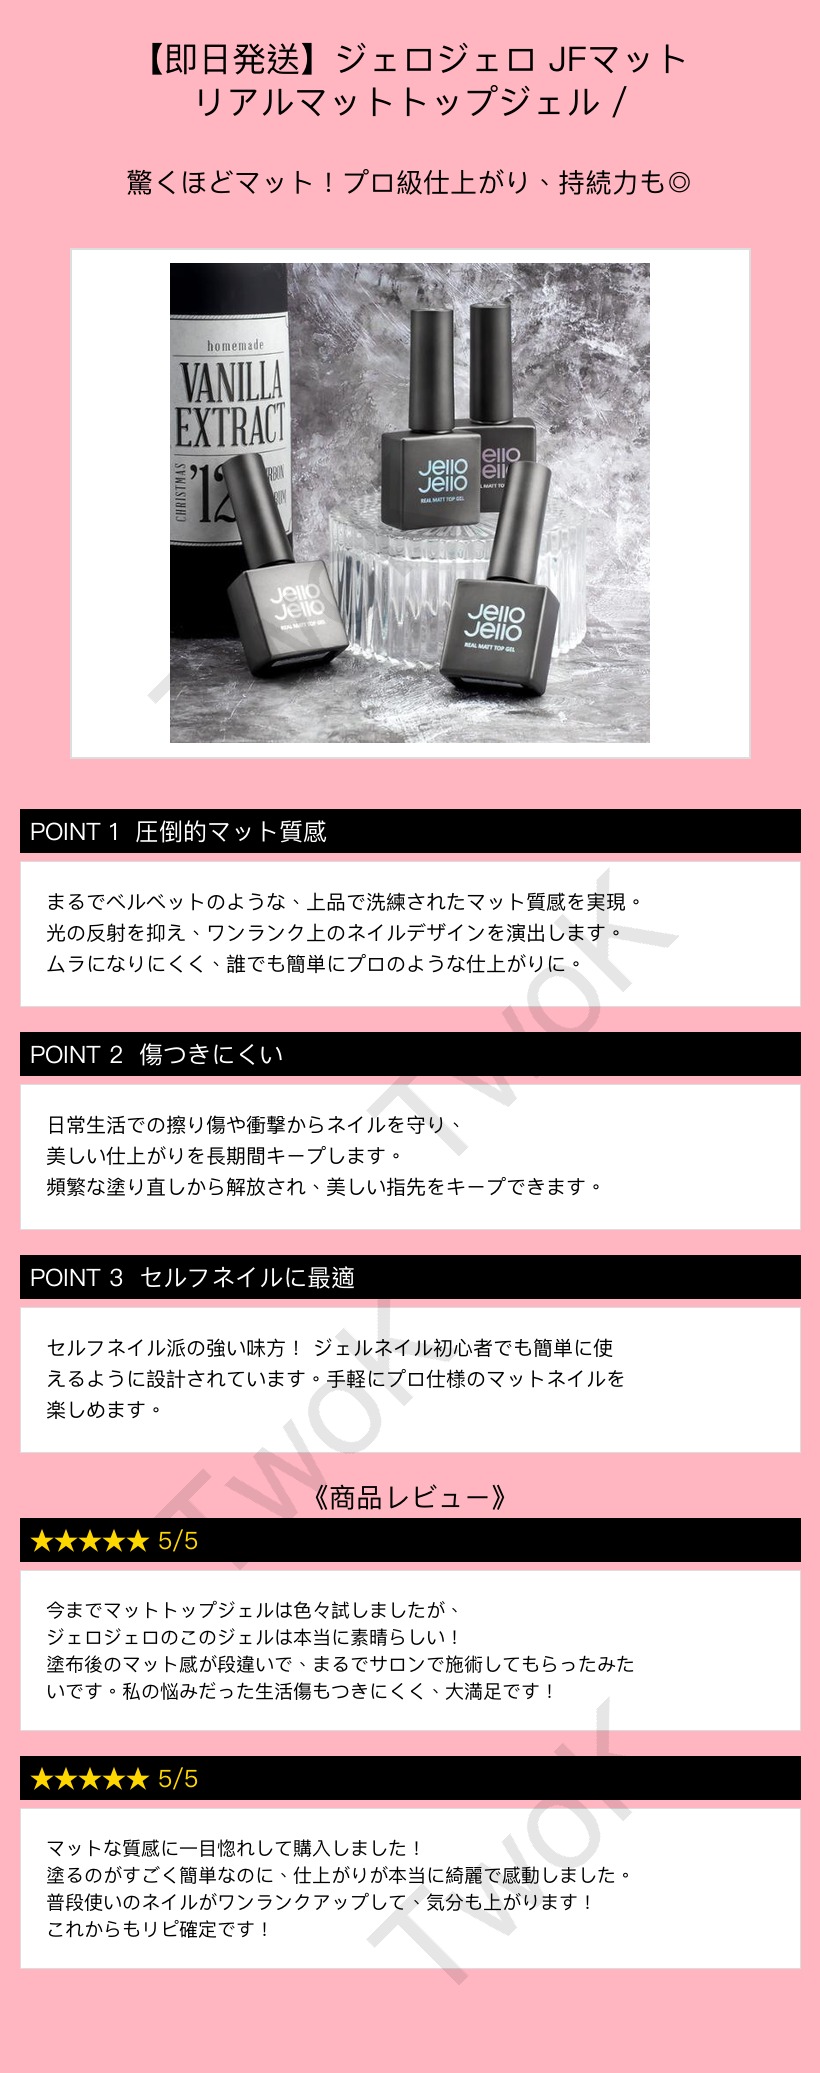 【即日発送】ジェロジェロ JFマット
リアルマットトップジェル /
驚くほどマット！プロ級仕上がり、持続力も◎
homemade
VANILLA
EXTRACT
CHRISTMAS
'12
Jello
Jello
REAL MATT TOP GEL
ello
ell
MATT TO
Jello
Jello
REAL MATT TOP GEL
Jello
Jello
REAL MATT TOP GEL
POINT 1 圧倒的マット質感
まるでベルベットのような、上品で洗練されたマット質感を実現。
光の反射を抑え、ワンランク上のネイルデザインを演出します。
ムラになりにくく、誰でも簡単にプロのような仕上がりに。
TwoK
POINT 2 傷つきにくい
日常生活での擦り傷や衝撃からネイルを守り、
美しい仕上がりを長期間キープします。
頻繁な塗り直しから解放され、美しい指先をキープできます。
POINT 3 セルフネイルに最適
セルフネイル派の強い味方！ ジェルネイル初心者でも簡単に使
えるように設計されています。手軽にプロ仕様のマットネイルを
楽しめます。
TwoK
《商品レビュー》
★★★★★ 5/5
今までマットトップジェルは色々試しましたが、
ジェロジェロのこのジェルは本当に素晴らしい！
塗布後のマット感が段違いで、まるでサロンで施術してもらったみた
いです。私の悩みだった生活傷もつきにくく、大満足です！
★★★★★ 5/5
マットな質感に一目惚れして購入しました！
塗るのがすごく簡単なのに、仕上がりが本当に綺麗で感動しました。
普段使いのネイルがワンランクアップして、気分も上がります！
これからもリピ確定です！
TwoK